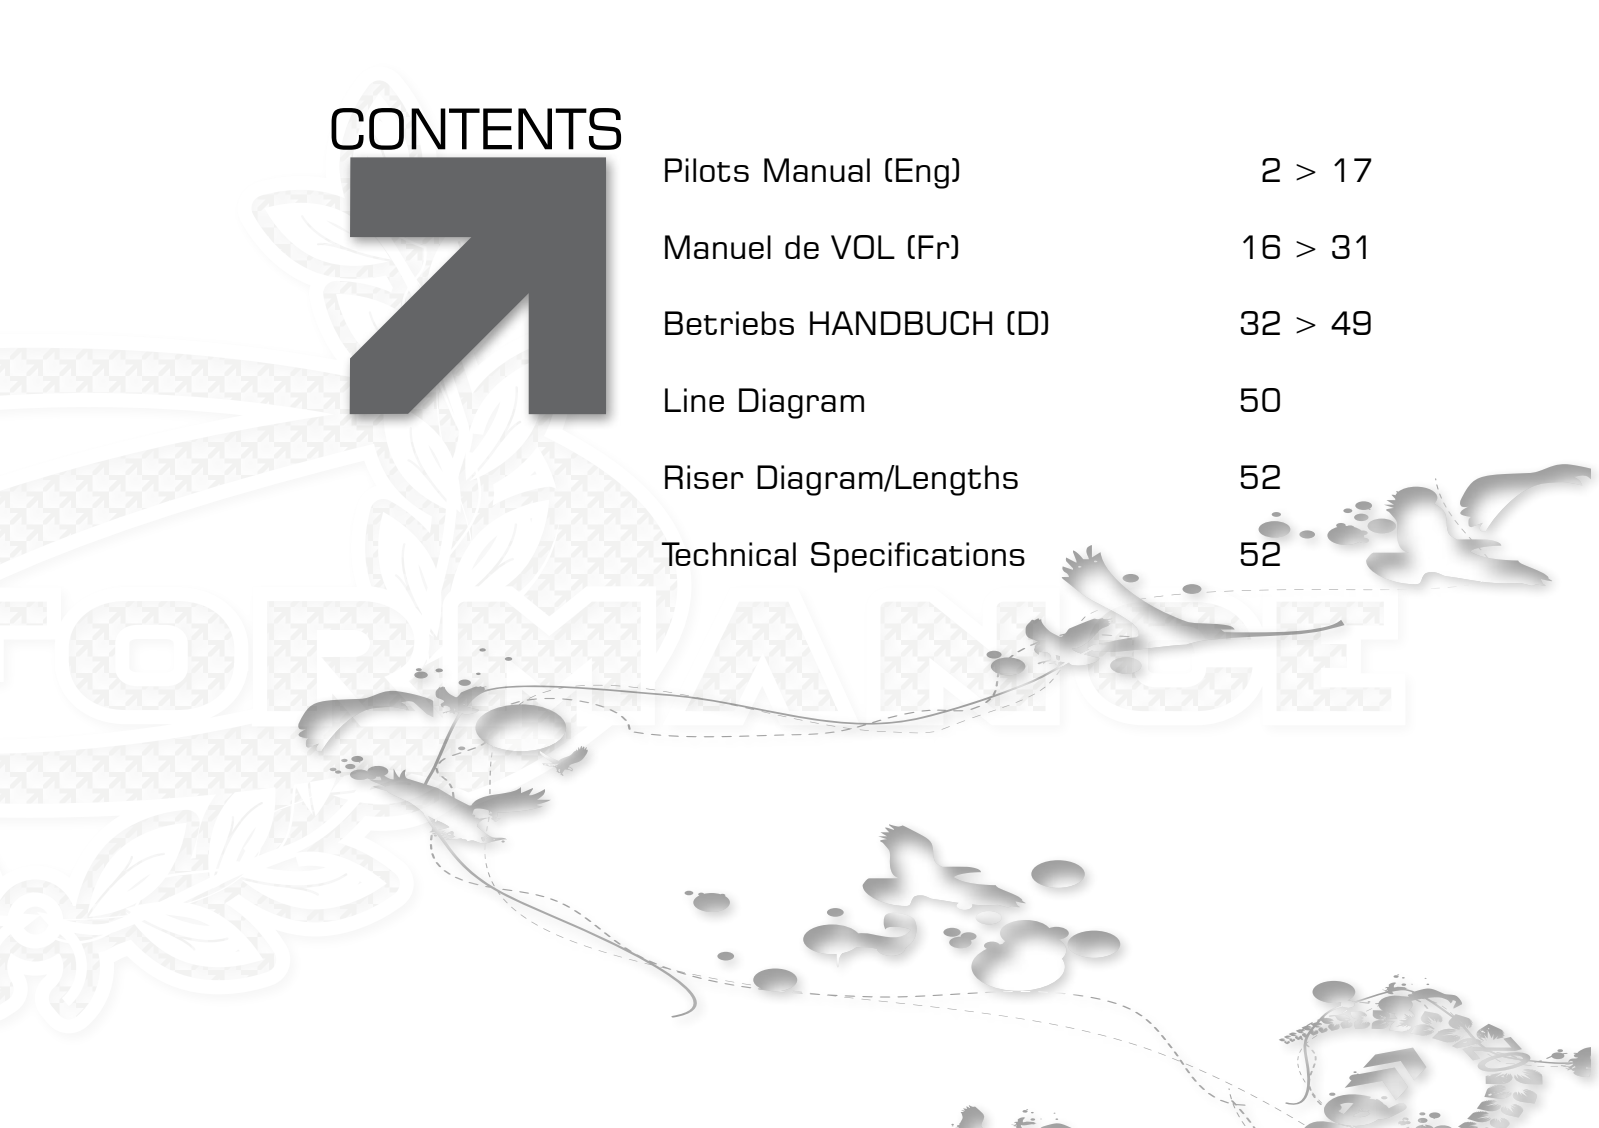 CONTENTS
Pilots Manual (Eng) 2 > 17
Manuel de VOL (Fr) 16 > 31
Betriebs HANDBUCH (D) 32 > 49
Line Diagram 50
Riser Diagram/Lengths 52
Technical Specifications 52
ORMANCE